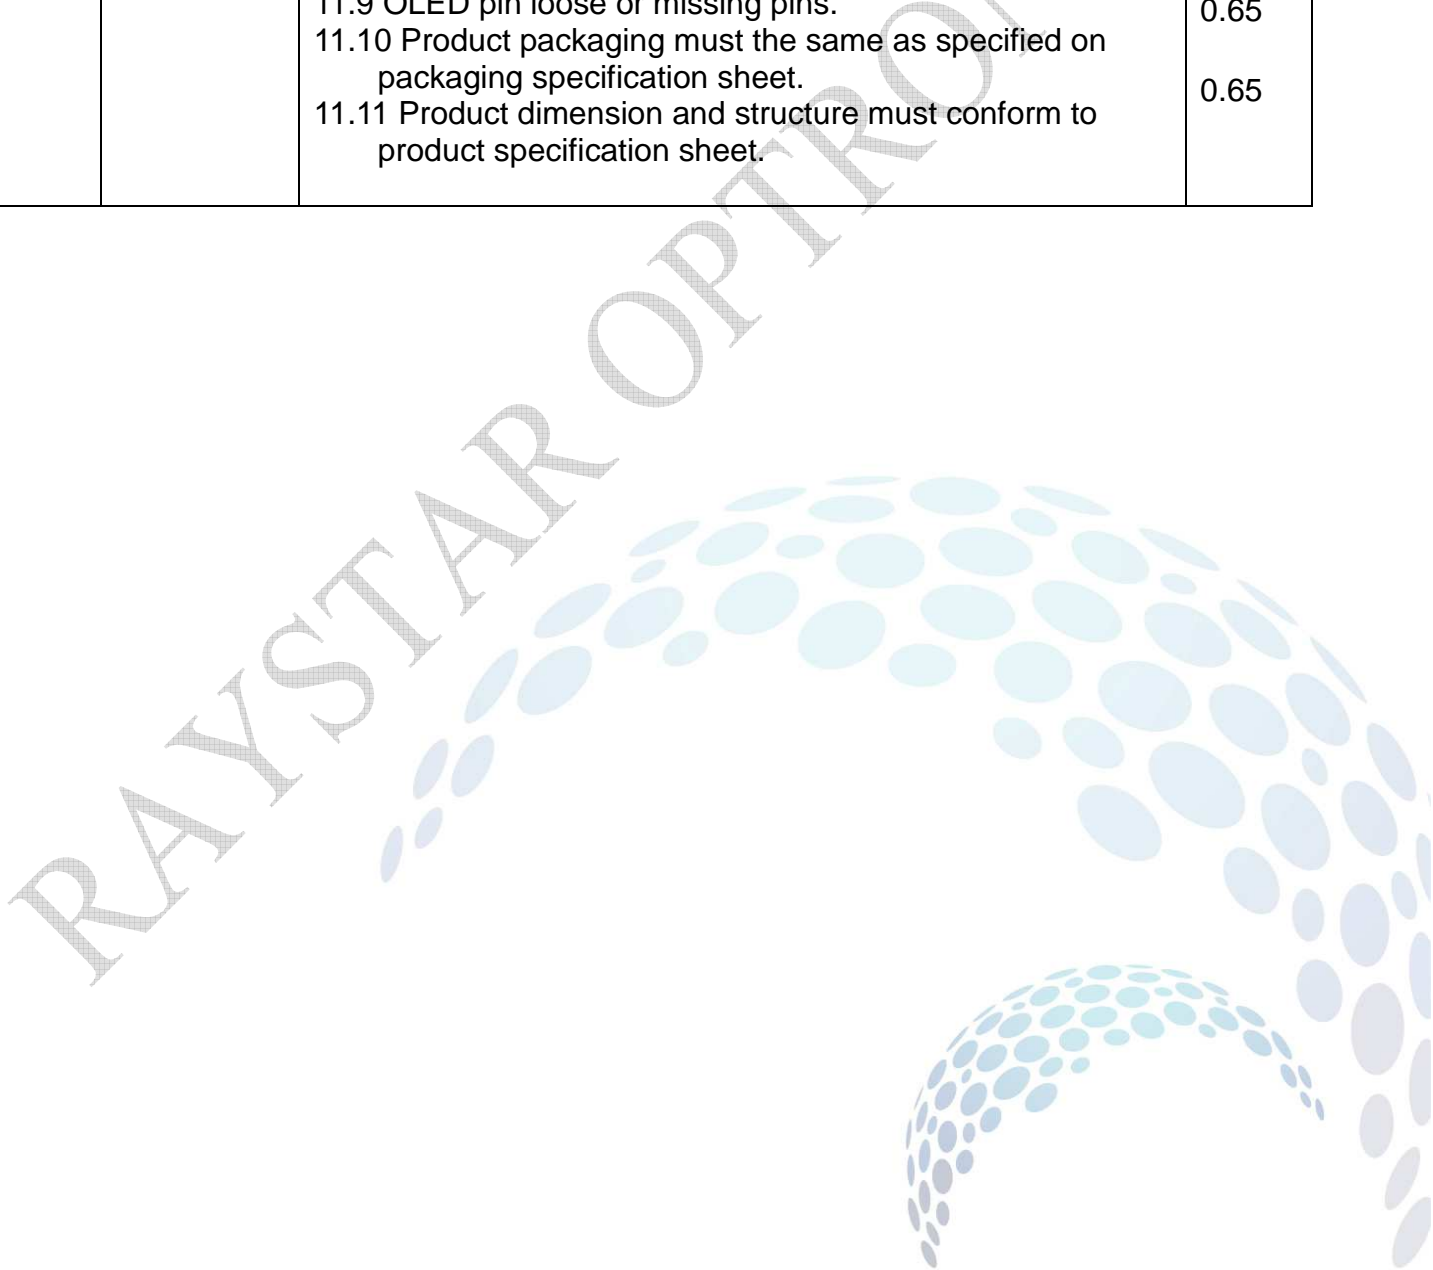 11.9 OLED pin loose or missing pins.
0.65
11.10 Product packaging must the same as specified on
packaging specification sheet.
0.65
11.11 Product dimension and structure must conform to
product specification sheet.
RAYSTAR OPTRO